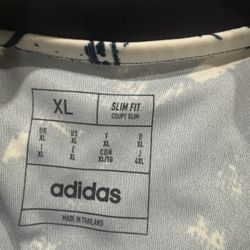 XL
SLIM FIT
COUPE SLIM
UK US F D
XL XL XL XL
I E CDN J
XL XL XL/TG 4XL
adidas
MADE IN THAILAND